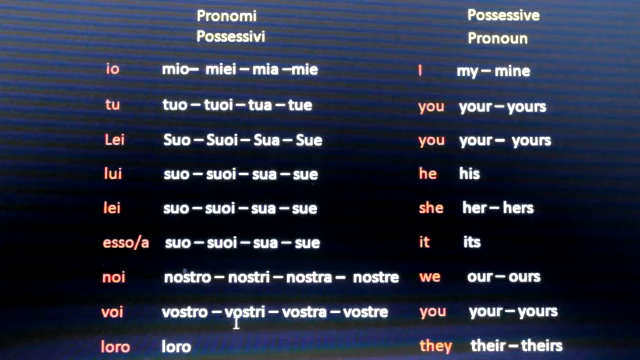 Pronomi Possessivi
Possessive Pronoun
io mio– miei – mia –mie I my – mine
tu tuo – tuoi – tua – tue you your – yours
Lei Suo – Suoi – Sua – Sue you your – yours
lui suo – suoi – sua – sue he his
lei suo – suoi – sua – sue she her – hers
esso/a suo – suoi – sua – sue it its
noi nostro – nostri – nostra – nostre we our – ours
voi vostro – vostri – vostra – vostre you your – yours
loro loro they their – theirs